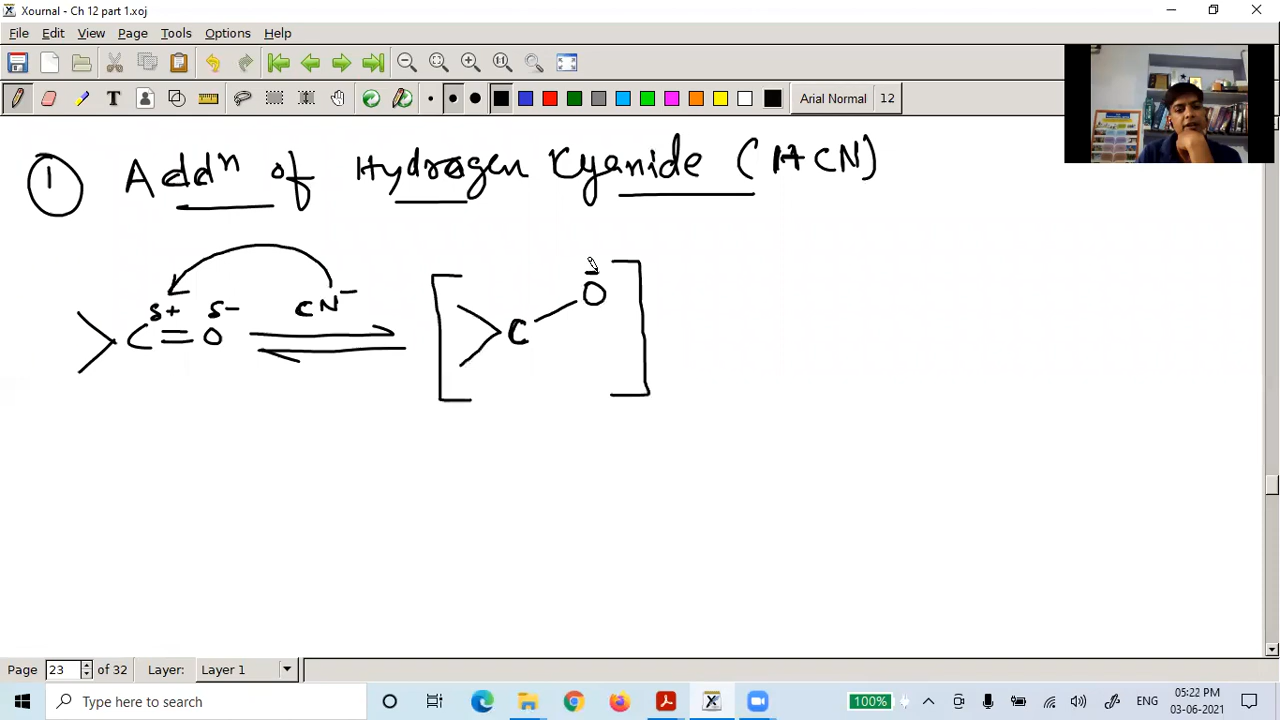 Xournal - Ch 12 part 1.xoj
File Edit View Page Tools Options Help
Arial Normal 12
① Addⁿ of Hydrogen Cyanide (HCN)
δ+ δ- CN⁻
C=O
O⁻
C
Page 23 of 32 Layer: Layer 1
Type here to search
100% ENG 05:22 PM
03-06-2021